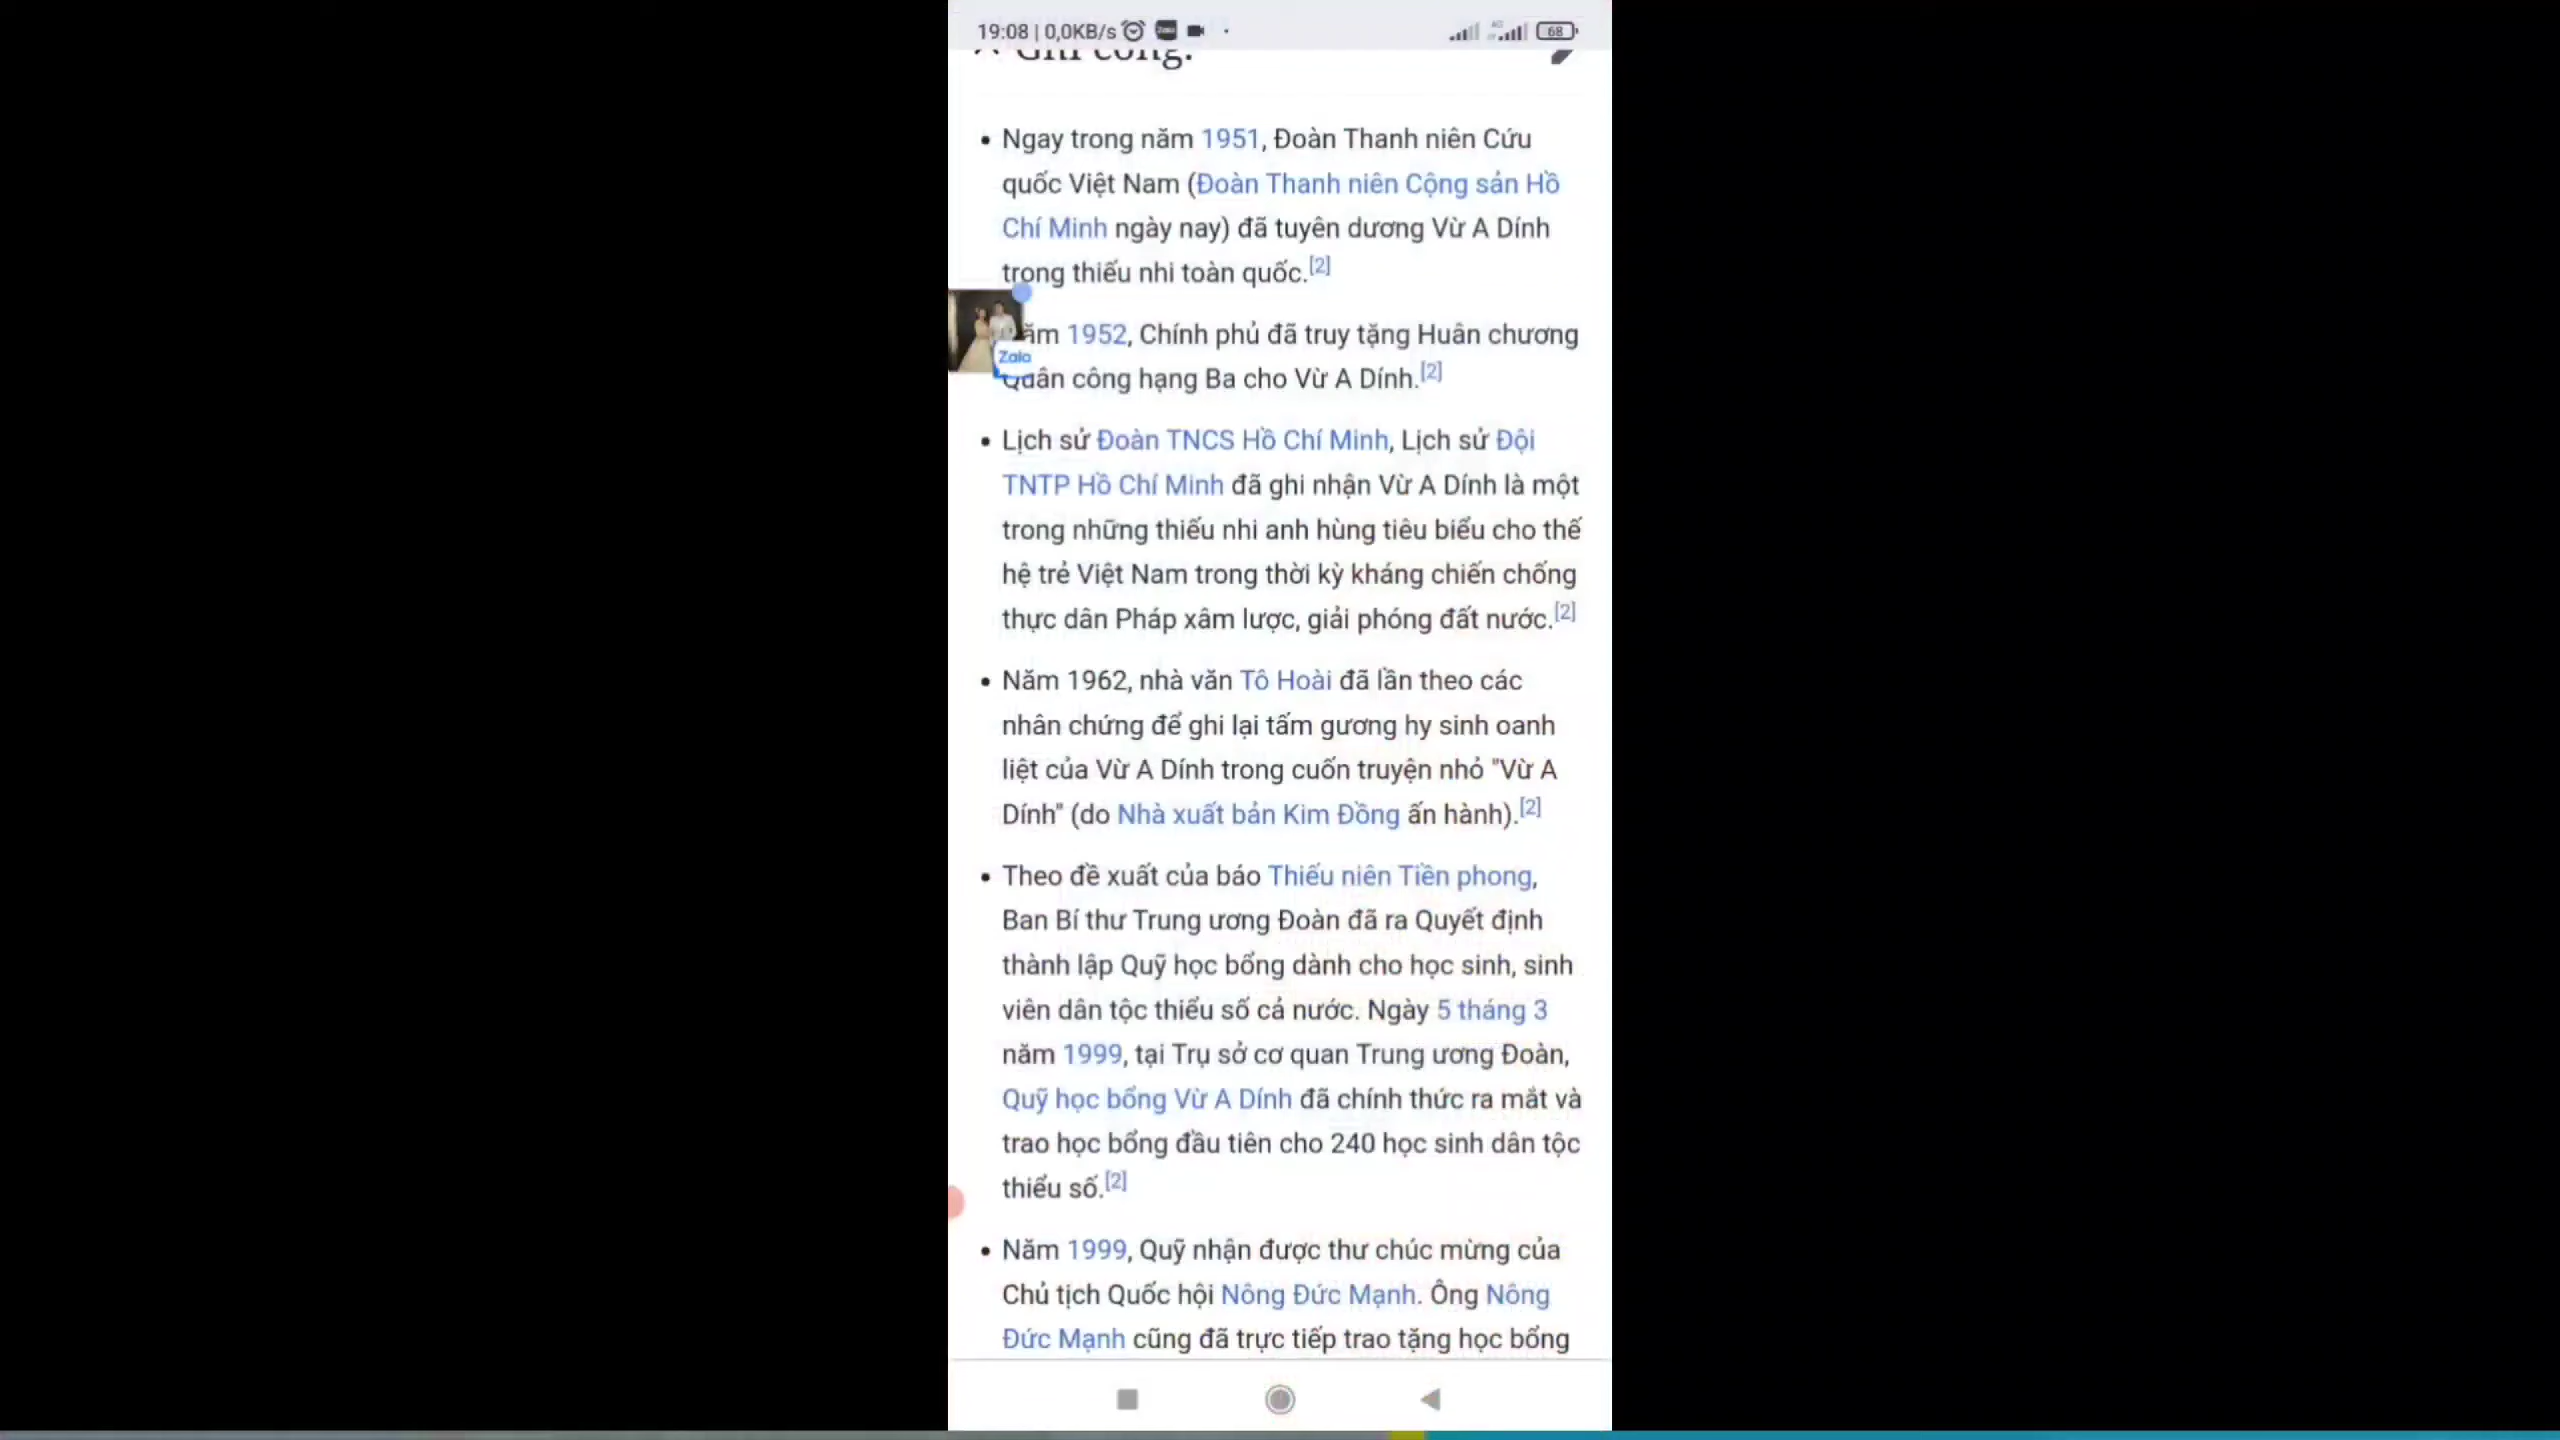 19:08 | 0,0KB/s
4G
68
Ghi công:
Ngay trong năm 1951, Đoàn Thanh niên Cứu
quốc Việt Nam (Đoàn Thanh niên Cộng sản Hồ
Chí Minh ngày nay) đã tuyên dương Vừ A Dính
trong thiếu nhi toàn quốc.[2]
ăm 1952, Chính phủ đã truy tặng Huân chương
Zalo
Quân công hạng Ba cho Vừ A Dính.[2]
Lịch sử Đoàn TNCS Hồ Chí Minh, Lịch sử Đội
TNTP Hồ Chí Minh đã ghi nhận Vừ A Dính là một
trong những thiếu nhi anh hùng tiêu biểu cho thế
hệ trẻ Việt Nam trong thời kỳ kháng chiến chống
thực dân Pháp xâm lược, giải phóng đất nước.[2]
Năm 1962, nhà văn Tô Hoài đã lần theo các
nhân chứng để ghi lại tấm gương hy sinh oanh
liệt của Vừ A Dính trong cuốn truyện nhỏ "Vừ A
Dính" (do Nhà xuất bản Kim Đồng ấn hành).[2]
Theo đề xuất của báo Thiếu niên Tiền phong,
Ban Bí thư Trung ương Đoàn đã ra Quyết định
thành lập Quỹ học bổng dành cho học sinh, sinh
viên dân tộc thiểu số cả nước. Ngày 5 tháng 3
năm 1999, tại Trụ sở cơ quan Trung ương Đoàn,
Quỹ học bổng Vừ A Dính đã chính thức ra mắt và
trao học bổng đầu tiên cho 240 học sinh dân tộc
thiểu số.[2]
Năm 1999, Quỹ nhận được thư chúc mừng của
Chủ tịch Quốc hội Nông Đức Mạnh. Ông Nông
Đức Mạnh cũng đã trực tiếp trao tặng học bổng